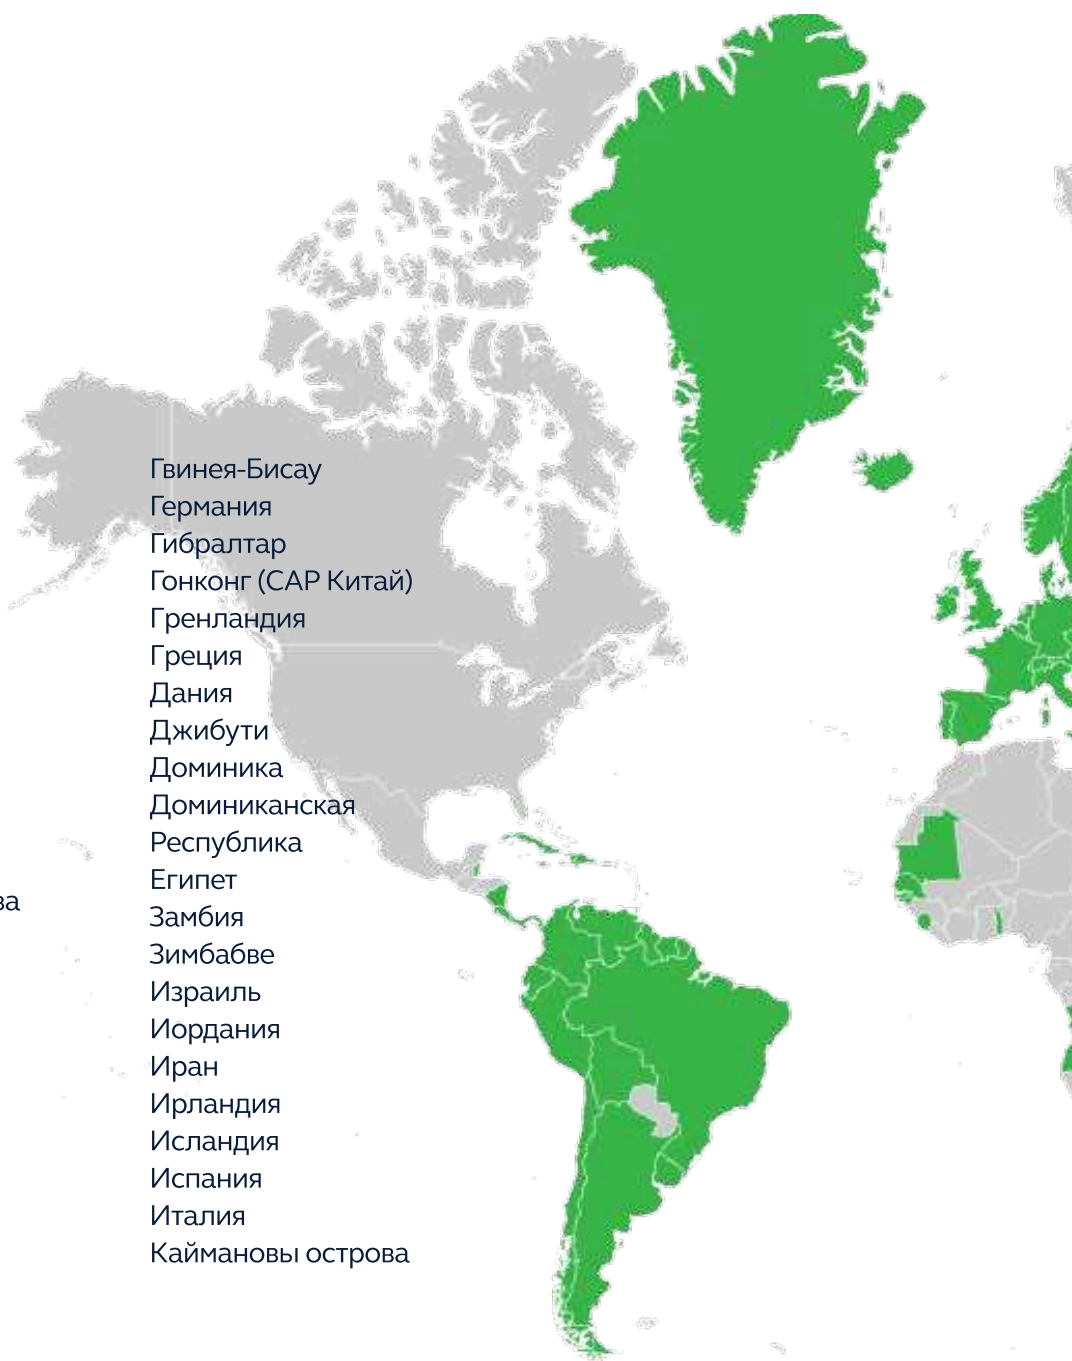 Гвинея-Бисау
Германия
Гибралтар
Гонконг (САР Китай)
Гренландия
Греция
Дания
Джибути
Доминика
Доминиканская
Республика
Египет
ва
Замбия
Зимбабве
Израиль
Иордания
Иран
Ирландия
Исландия
Испания
Италия
Каймановы острова